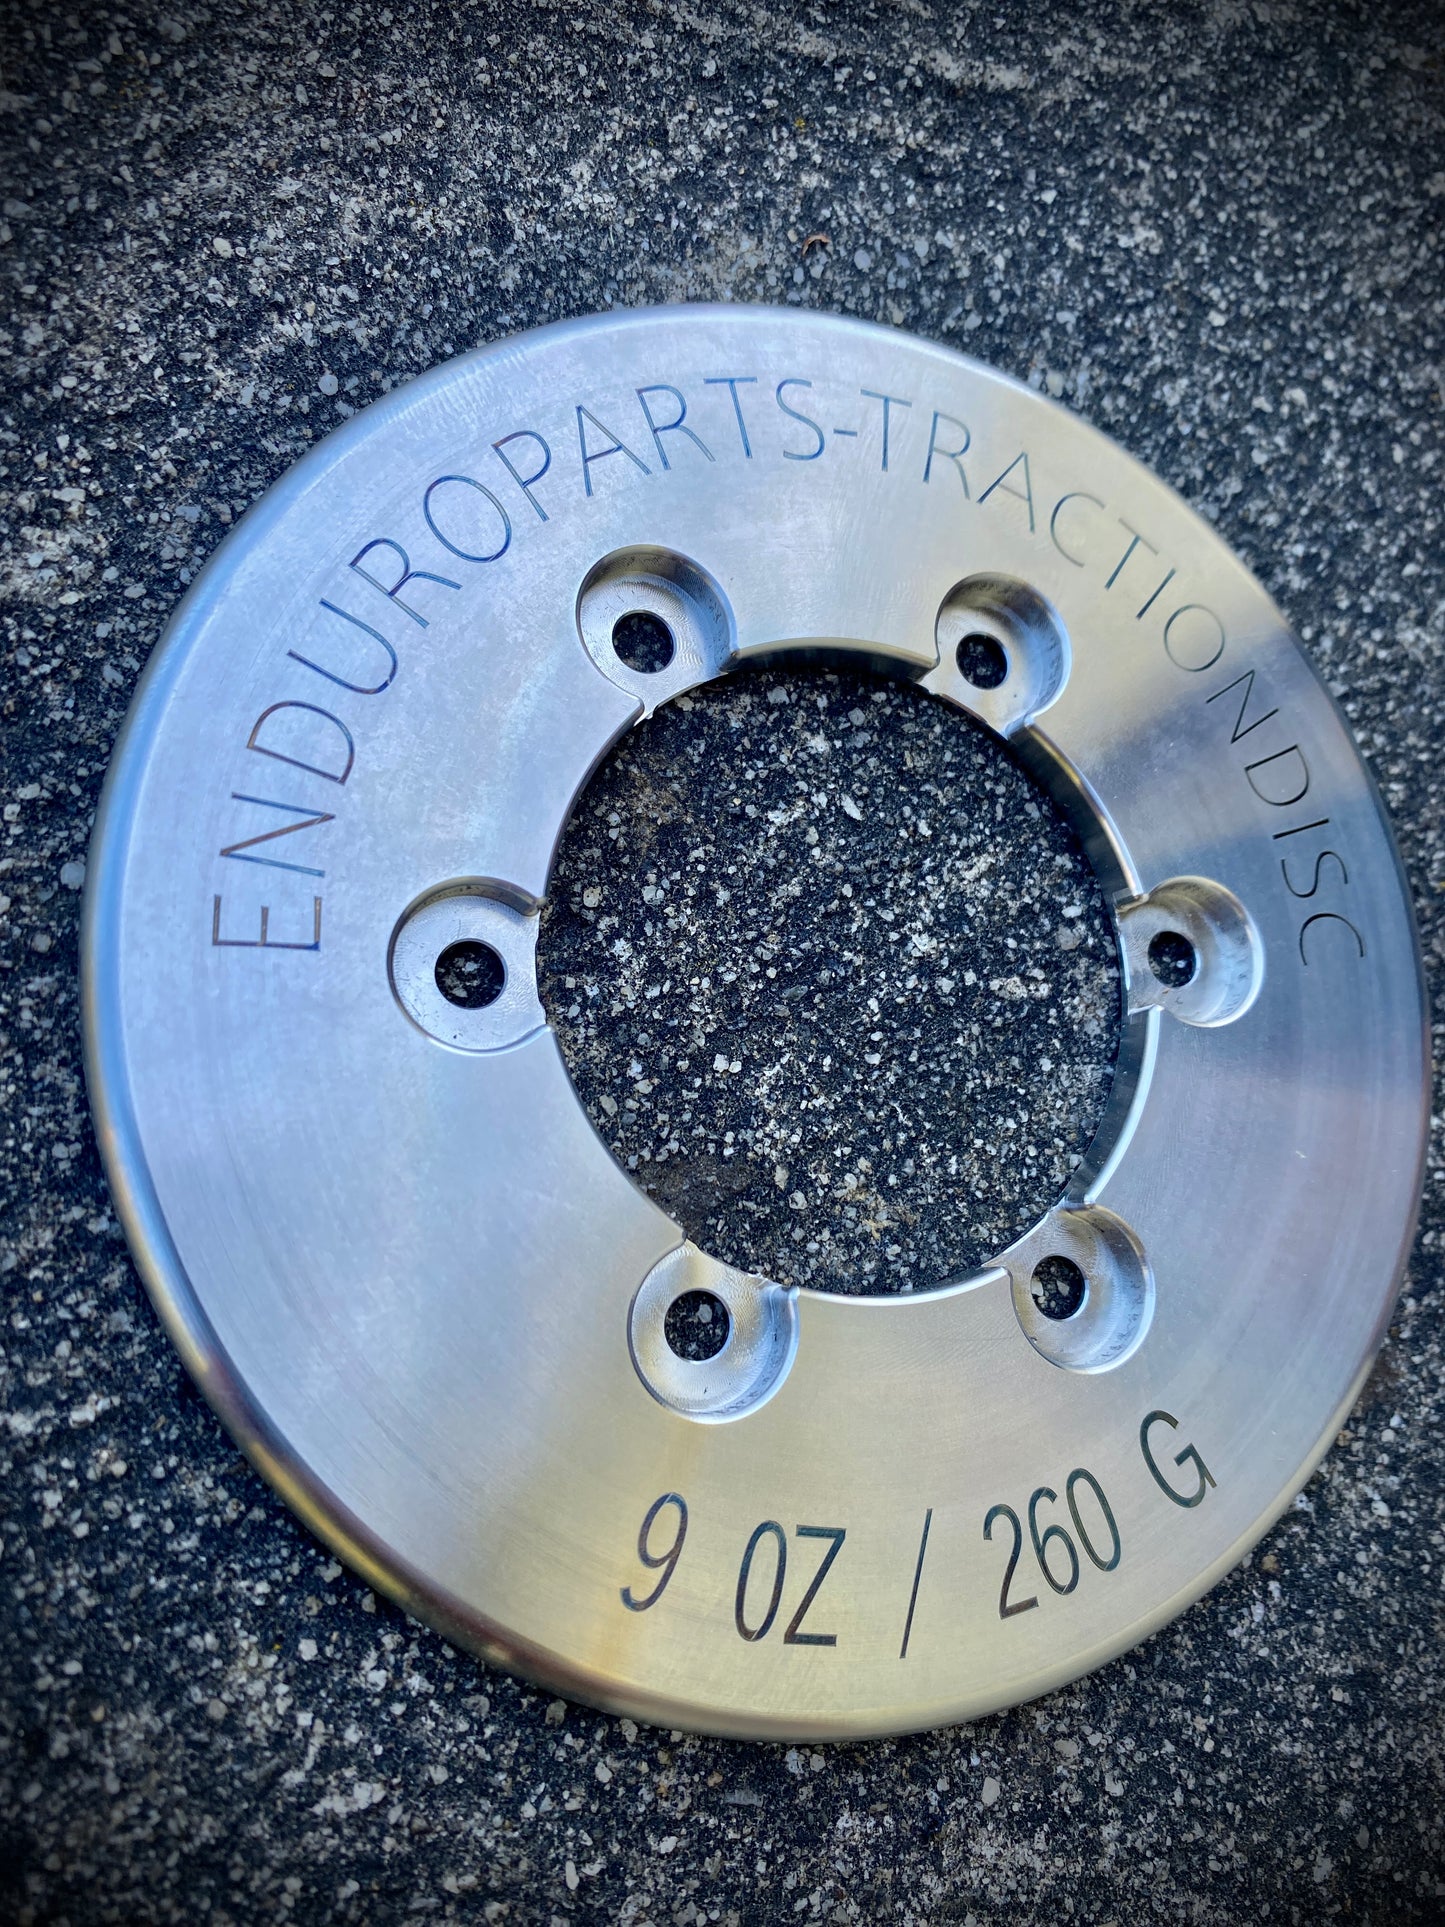 ENDUROPARTS-TRACTIONDISC
9 OZ / 260 G